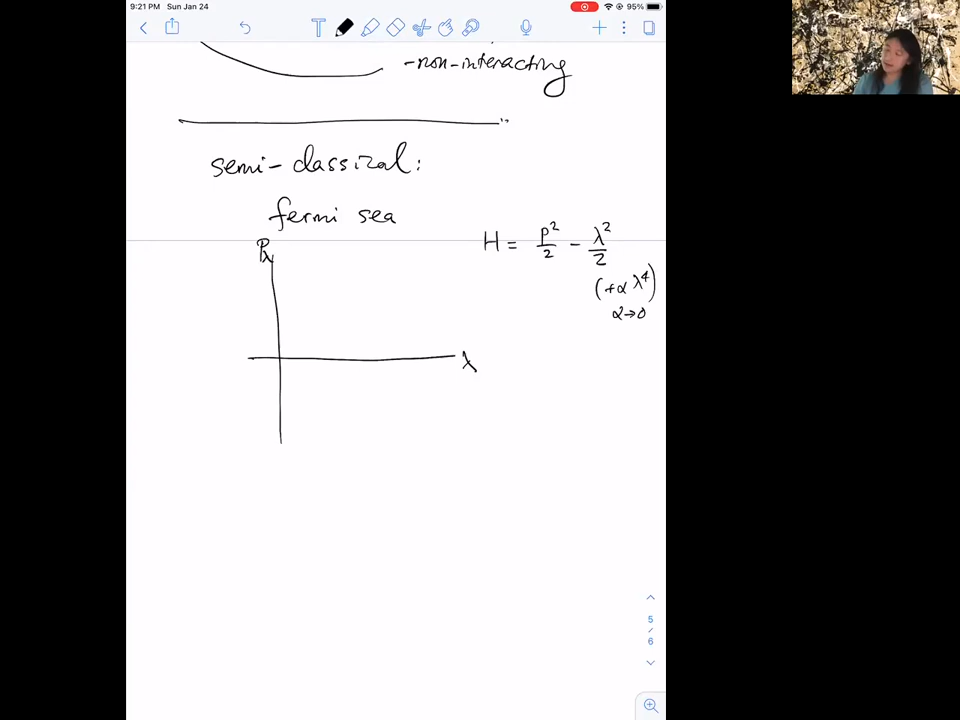 9:21 PM Sun Jan 24
95%
T
-non-interacting
semi-classical:
fermi sea
Pλ
H = P²/2 - λ²/2
(+α λ⁴)
α→0
λ
5
/
6